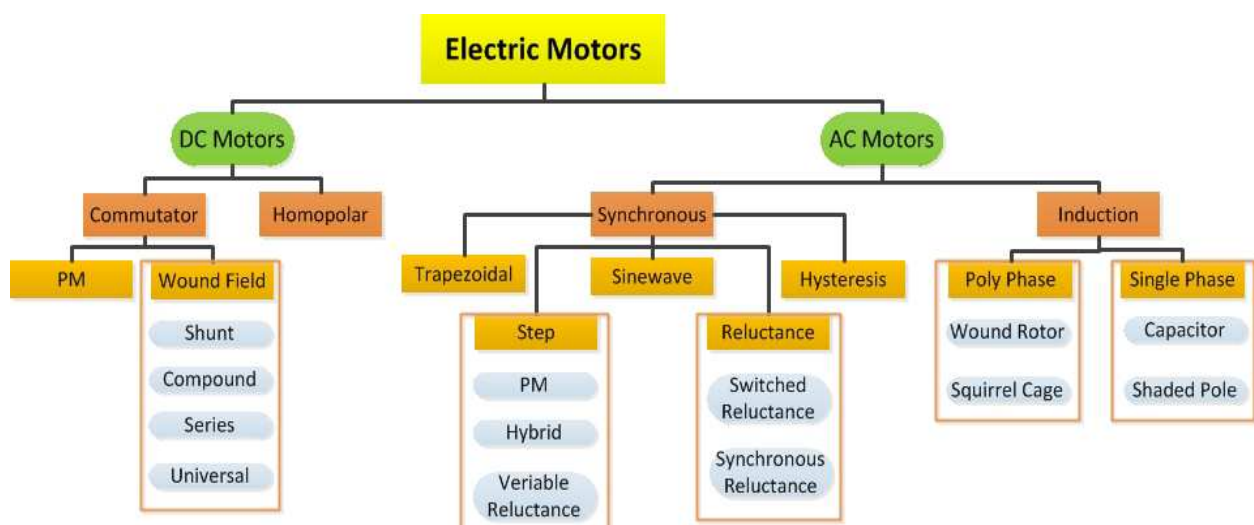 Electric Motors
DC Motors
AC Motors
Commutator
Homopolar
Synchronous
Induction
PM
Wound Field
Shunt
Compound
Series
Universal
Trapezoidal
Sinewave
Hysteresis
Step
PM
Hybrid
Veriable
Reluctance
Reluctance
Switched
Reluctance
Synchronous
Reluctance
Poly Phase
Wound Rotor
Squirrel Cage
Single Phase
Capacitor
Shaded Pole